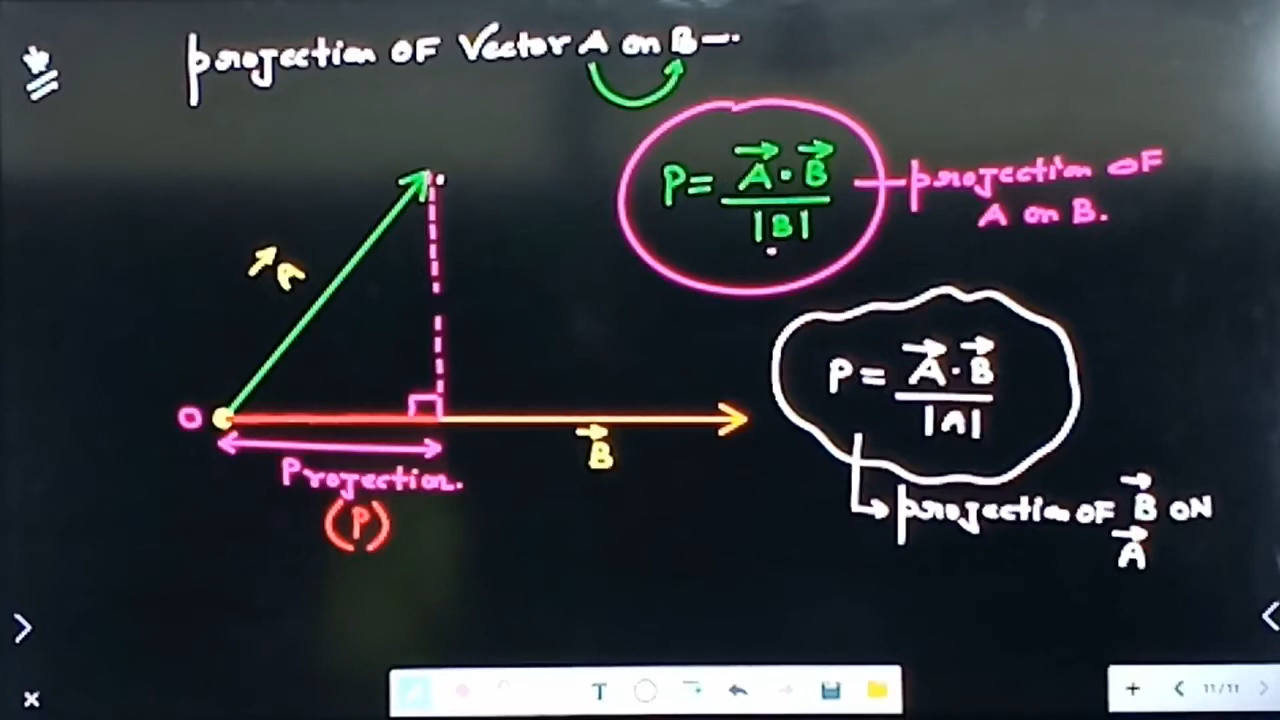 projection OF Vector A on B—.
P= A·B / |B|
projection OF
A on B.
A
P= A·B / |A|
O
B
Projection.
(P)
projection OF B ON
A
T
11/11